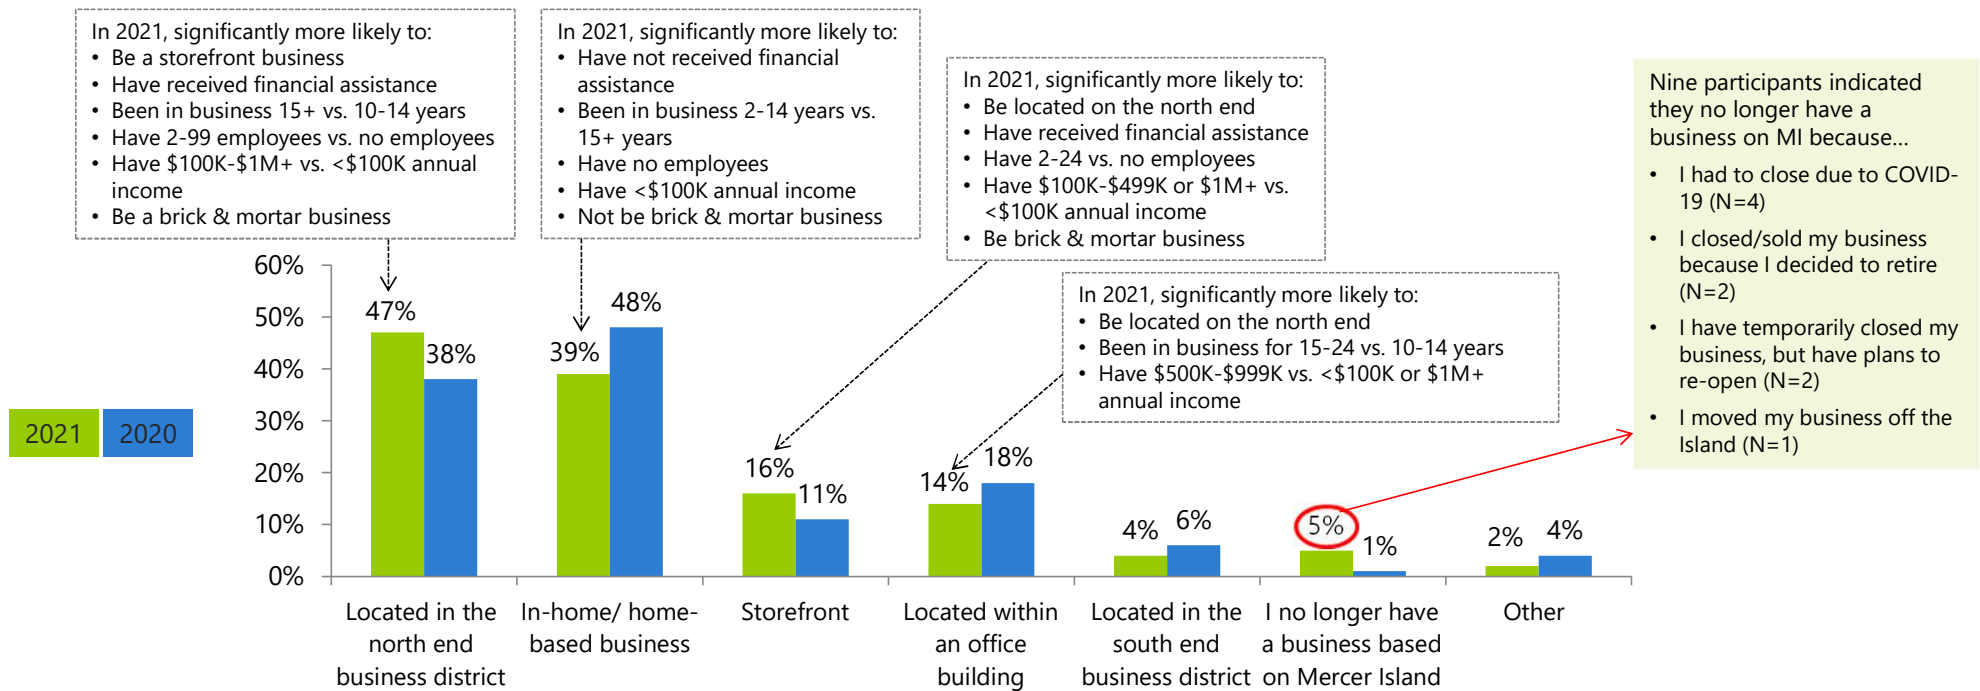 In 2021, significantly more likely to:
• Be a storefront business
• Have received financial assistance
• Been in business 15+ vs. 10-14 years
• Have 2-99 employees vs. no employees
• Have $100K-$1M+ vs. <$100K annual
income
• Be a brick & mortar business
In 2021, significantly more likely to:
• Have not received financial
assistance
• Been in business 2-14 years vs.
15+ years
• Have no employees
• Have <$100K annual income
• Not be brick & mortar business
In 2021, significantly more likely to:
• Be located on the north end
• Have received financial assistance
• Have 2-24 vs. no employees
• Have $100K-$499K or $1M+ vs.
<$100K annual income
• Be brick & mortar business
In 2021, significantly more likely to:
• Be located on the north end
• Been in business for 15-24 vs. 10-14 years
• Have $500K-$999K vs. <$100K or $1M+
annual income
Nine participants indicated
they no longer have a
business on MI because...
• I had to close due to COVID-
19 (N=4)
• I closed/sold my business
because I decided to retire
(N=2)
• I have temporarily closed my
business, but have plans to
re-open (N=2)
• I moved my business off the
Island (N=1)
2021
2020
60%
50%
40%
30%
20%
10%
0%
47%
38%
39%
48%
16%
11%
14%
18%
4%
6%
5%
1%
2%
4%
Located in the
north end
business district
In-home/ home-
based business
Storefront
Located within
an office
building
Located in the
south end
business district
I no longer have
a business based
on Mercer Island
Other